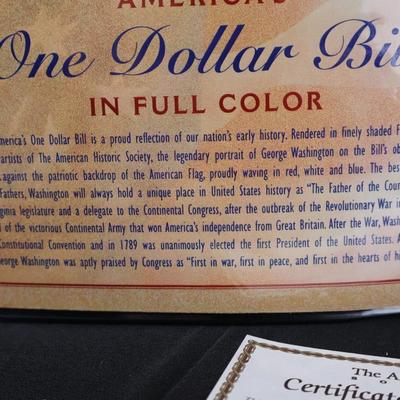 AMERICA'S
One Dollar Bil
IN FULL COLOR
merica's One Dollar Bill is a proud reflection of our nation's early history. Rendered in finely shaded F
artists of The American Historic Society, the legendary portrait of George Washington on the Bill's ob
against the patriotic backdrop of the American Flag, proudly waving in red, white and blue. The bes
Fathers, Washington will always hold a unique place in United States history as "The Father of the Coun
ginia legislature and a delegate to the Continental Congress, after the outbreak of the Revolutionary War in
d of the victorious Continental Army that won America's independence from Great Britain. After the War, Wash
Constitutional Convention and in 1789 was unanimously elected the first President of the United States. A
George Washington was aptly praised by Congress as "First in war, first in peace, and first in the hearts of h
The A
Certificat